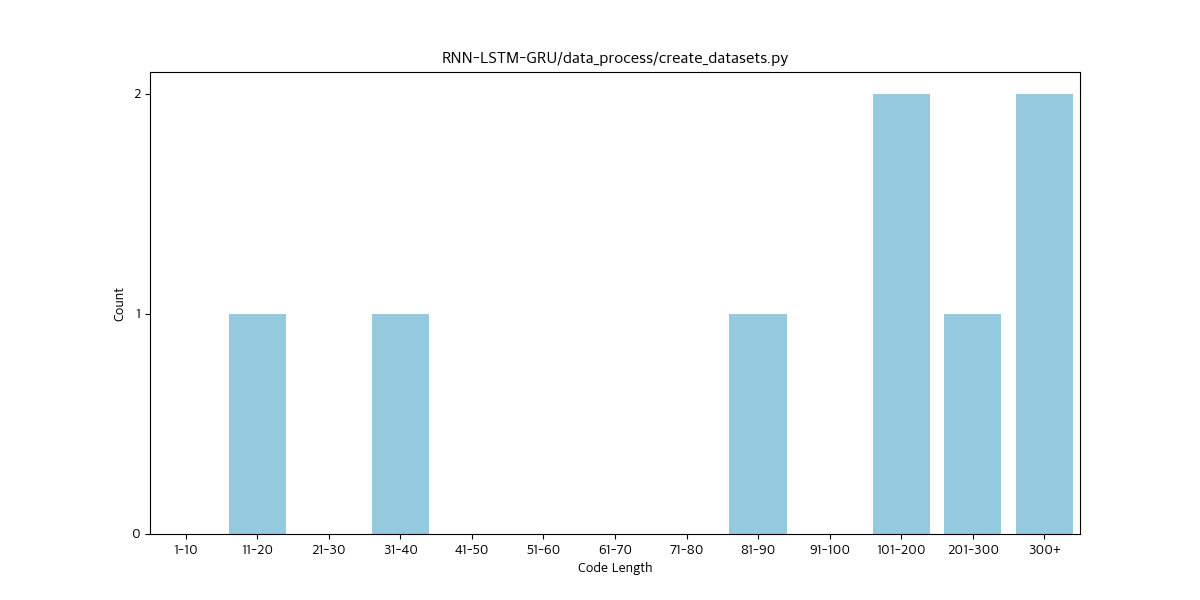 RNN-LSTM-GRU/data_process/create_datasets.py
2
1
0
Count
1-10 11-20 21-30 31-40 41-50 51-60 61-70 71-80 81-90 91-100 101-200 201-300 300+
Code Length